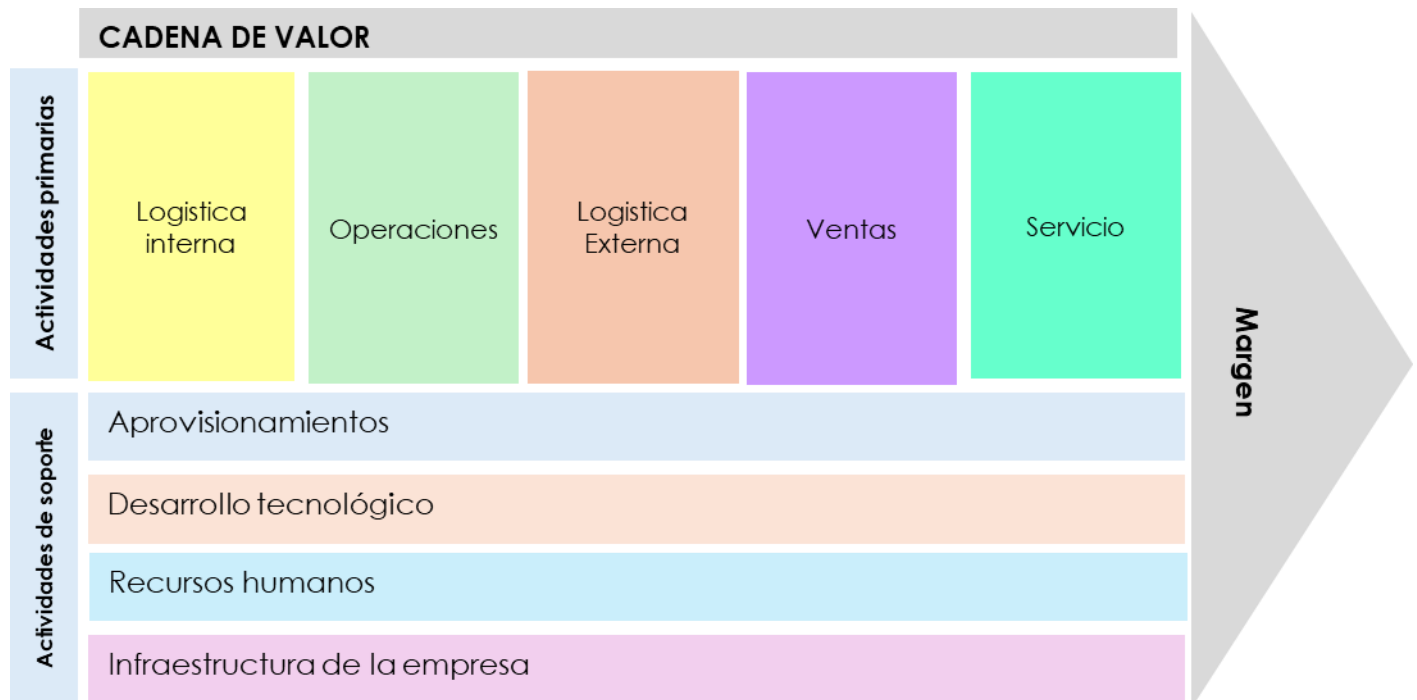 CADENA DE VALOR
Actividades primarias
Logistica
interna
Operaciones
Logistica
Externa
Ventas
Servicio
Margen
Actividades de soporte
Aprovisionamientos
Desarrollo tecnológico
Recursos humanos
Infraestructura de la empresa